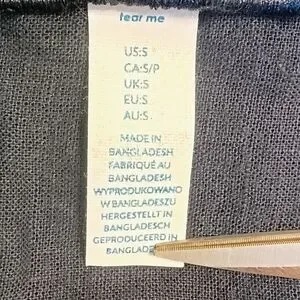 tear me
US:S
CA:S/P
UK:S
EU:S
AU:S
MADE IN
BANGLADESH
FABRIQUÉ AU
BANGLADESH
WYPRODUKOWANO
W BANGLADESZU
HERGESTELLT IN
BANGLADESCH
GEPRODUCEERD IN